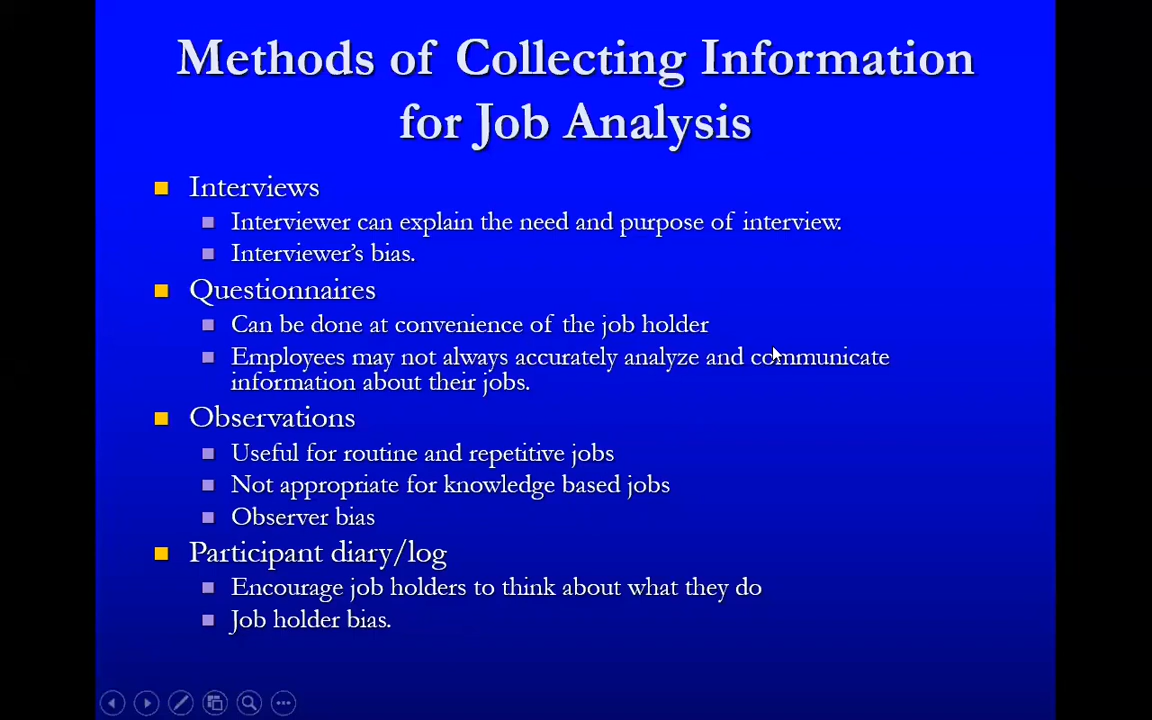 Methods of Collecting Information
for Job Analysis
Interviews
Interviewer can explain the need and purpose of interview.
Interviewer's bias.
Questionnaires
Can be done at convenience of the job holder
Employees may not always accurately analyze and communicate
information about their jobs.
Observations
Useful for routine and repetitive jobs
Not appropriate for knowledge based jobs
Observer bias
Participant diary/log
Encourage job holders to think about what they do
Job holder bias.